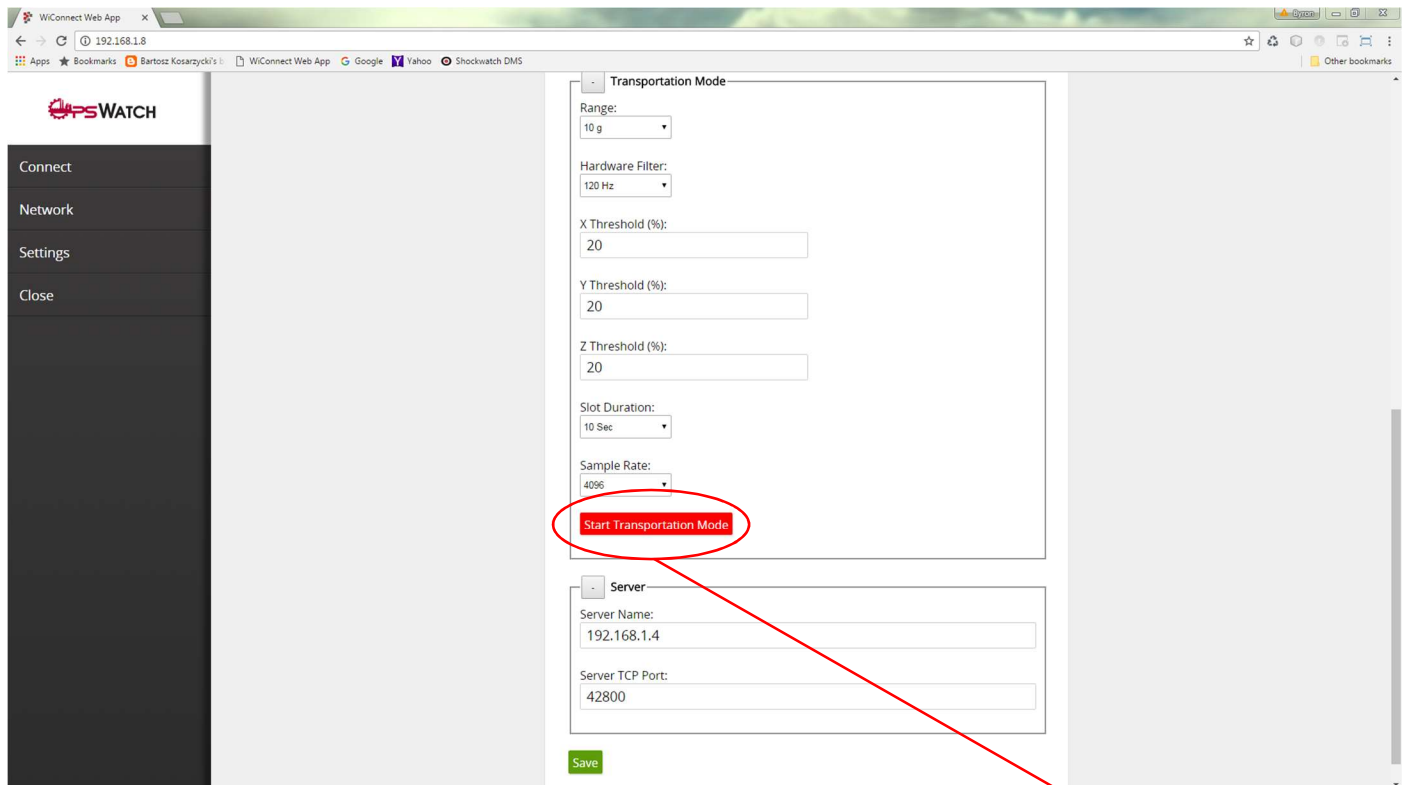 WiConnect Web App
Byron
192.168.1.8
Apps Bookmarks Bartosz Kosarzycki's b WiConnect Web App Google Yahoo Shockwatch DMS Other bookmarks
OpsWatch
Connect
Network
Settings
Close
- Transportation Mode
Range:
10 g
Hardware Filter:
120 Hz
X Threshold (%):
20
Y Threshold (%):
20
Z Threshold (%):
20
Slot Duration:
10 Sec
Sample Rate:
4096
Start Transportation Mode
- Server
Server Name:
192.168.1.4
Server TCP Port:
42800
Save